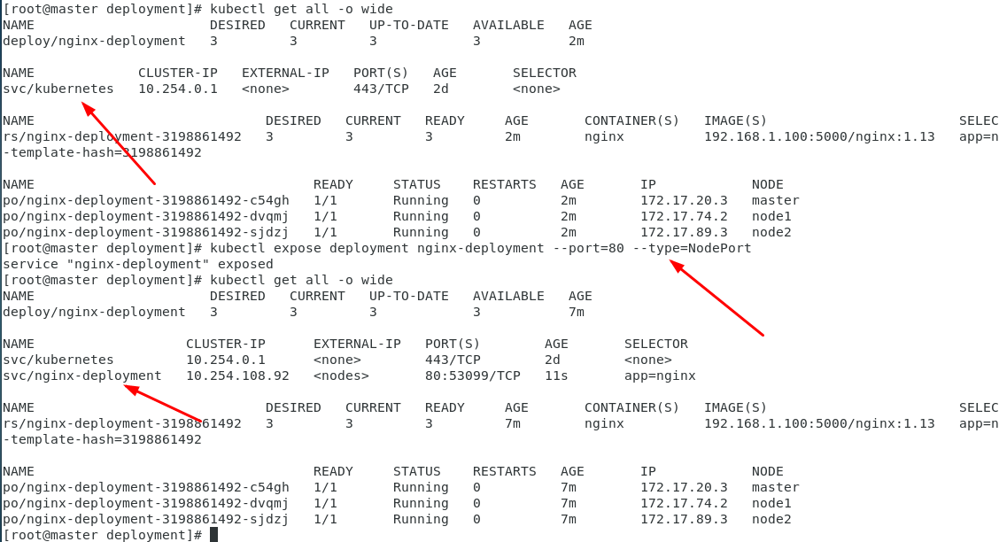 [root@master deployment]# kubectl get all -o wide
NAME DESIRED CURRENT UP-TO-DATE AVAILABLE AGE
deploy/nginx-deployment 3 3 3 3 2m
NAME CLUSTER-IP EXTERNAL-IP PORT(S) AGE SELECTOR
svc/kubernetes 10.254.0.1 <none> 443/TCP 2d <none>
NAME DESIRED CURRENT READY AGE CONTAINER(S) IMAGE(S) SELEC
rs/nginx-deployment-3198861492 3 3 3 2m nginx 192.168.1.100:5000/nginx:1.13 app=n
-template-hash=3198861492
NAME READY STATUS RESTARTS AGE IP NODE
po/nginx-deployment-3198861492-c54gh 1/1 Running 0 2m 172.17.20.3 master
po/nginx-deployment-3198861492-dvqmj 1/1 Running 0 2m 172.17.74.2 node1
po/nginx-deployment-3198861492-sjdzj 1/1 Running 0 2m 172.17.89.3 node2
[root@master deployment]# kubectl expose deployment nginx-deployment --port=80 --type=NodePort
service "nginx-deployment" exposed
[root@master deployment]# kubectl get all -o wide
NAME DESIRED CURRENT UP-TO-DATE AVAILABLE AGE
deploy/nginx-deployment 3 3 3 3 7m
NAME CLUSTER-IP EXTERNAL-IP PORT(S) AGE SELECTOR
svc/kubernetes 10.254.0.1 <none> 443/TCP 2d <none>
svc/nginx-deployment 10.254.108.92 <nodes> 80:53099/TCP 11s app=nginx
NAME DESIRED CURRENT READY AGE CONTAINER(S) IMAGE(S) SELEC
rs/nginx-deployment-3198861492 3 3 3 7m nginx 192.168.1.100:5000/nginx:1.13 app=n
-template-hash=3198861492
NAME READY STATUS RESTARTS AGE IP NODE
po/nginx-deployment-3198861492-c54gh 1/1 Running 0 7m 172.17.20.3 master
po/nginx-deployment-3198861492-dvqmj 1/1 Running 0 7m 172.17.74.2 node1
po/nginx-deployment-3198861492-sjdzj 1/1 Running 0 7m 172.17.89.3 node2
[root@master deployment]#